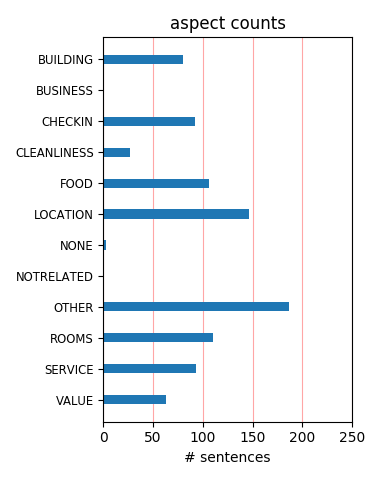 aspect counts
BUILDING
BUSINESS
CHECKIN
CLEANLINESS
FOOD
LOCATION
NONE
NOTRELATED
OTHER
ROOMS
SERVICE
VALUE
0 50 100 150 200 250
# sentences